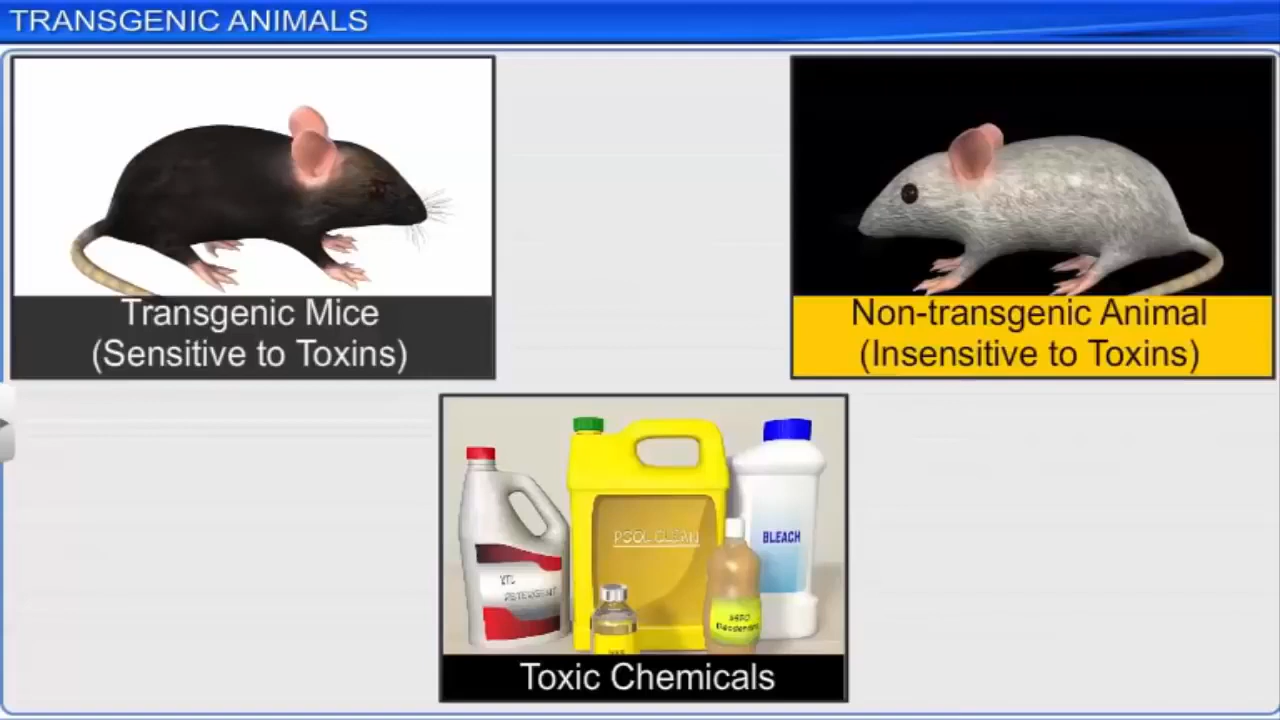 TRANSGENIC ANIMALS
Transgenic Mice
(Sensitive to Toxins)
Non-transgenic Animal
(Insensitive to Toxins)
POOL CLEAN
BLEACH
Toxic Chemicals